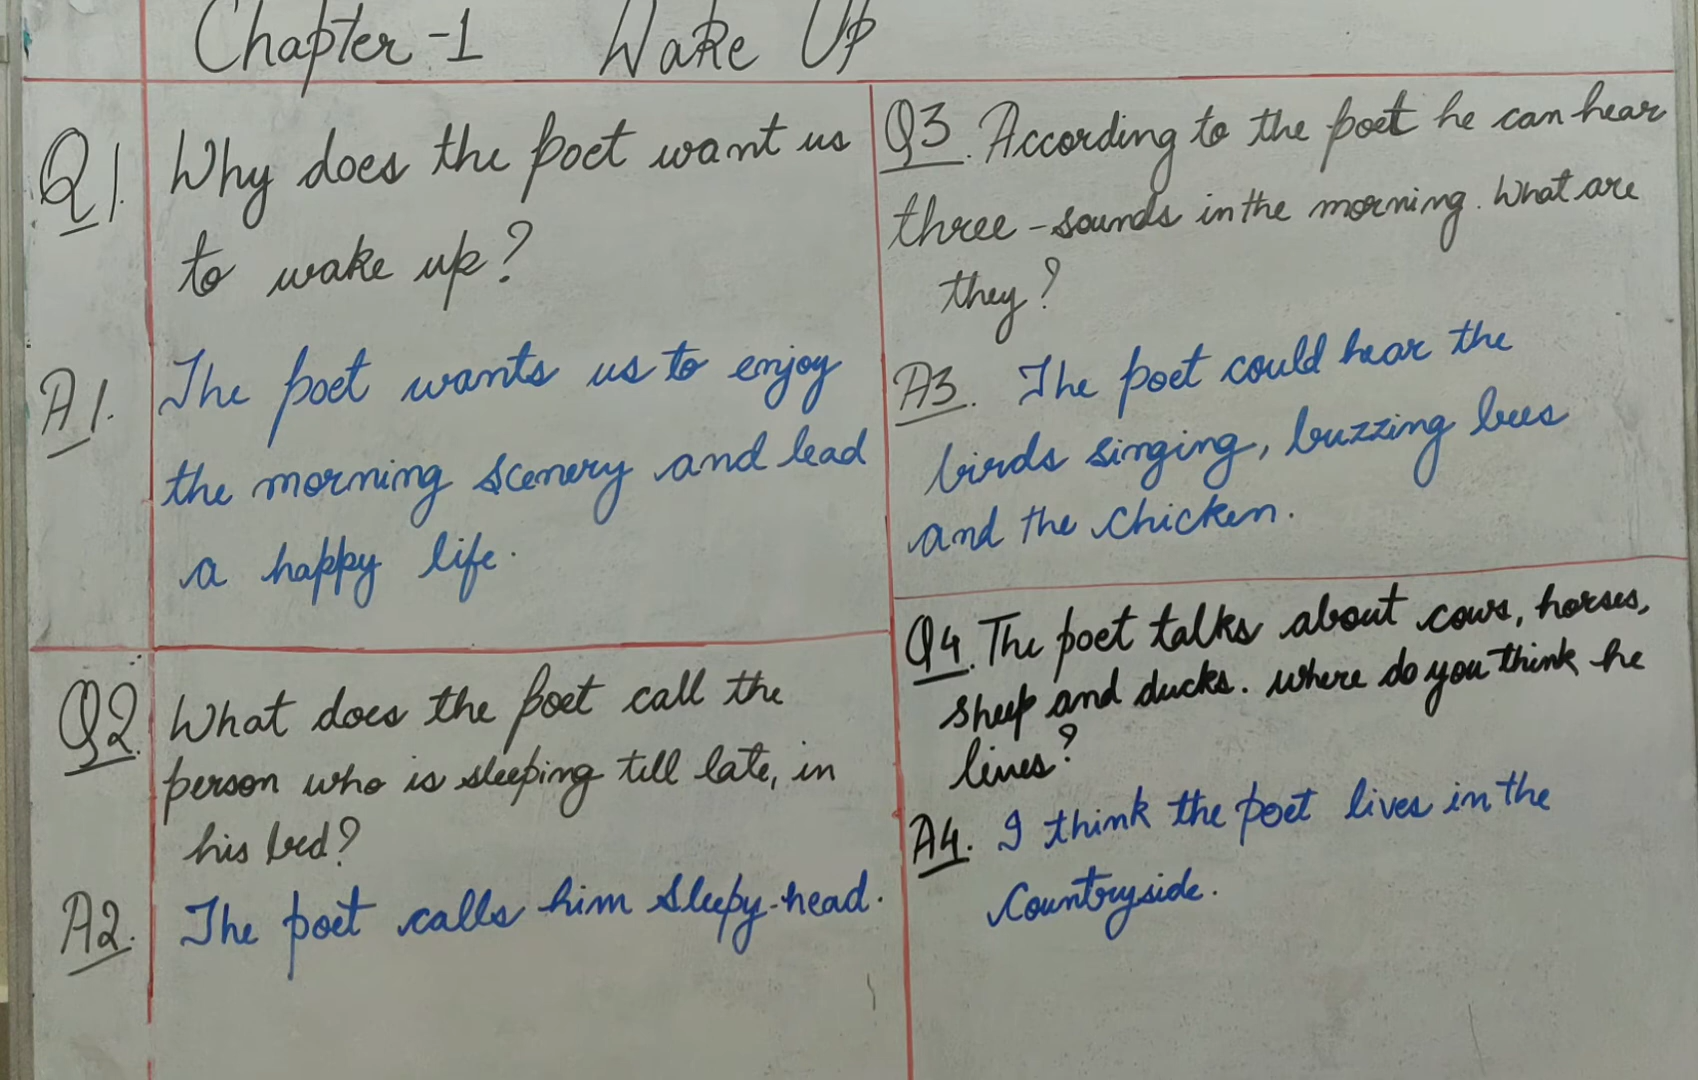 Chapter-1 Wake Up
Q1. Why does the poet want us
to wake up?
A1. The poet wants us to enjoy
the morning scenery and lead
a happy life.
Q2. What does the poet call the
person who is sleeping till late, in
his bed?
A2. The poet calls him sleepy-head.
Q3. According to the poet he can hear
three-sounds in the morning. What are
they?
A3. The poet could hear the
birds singing, buzzing bees
and the chicken.
Q4. The poet talks about cows, horses,
sheep and ducks. where do you think he
lives?
A4. I think the poet lives in the
Countryside.